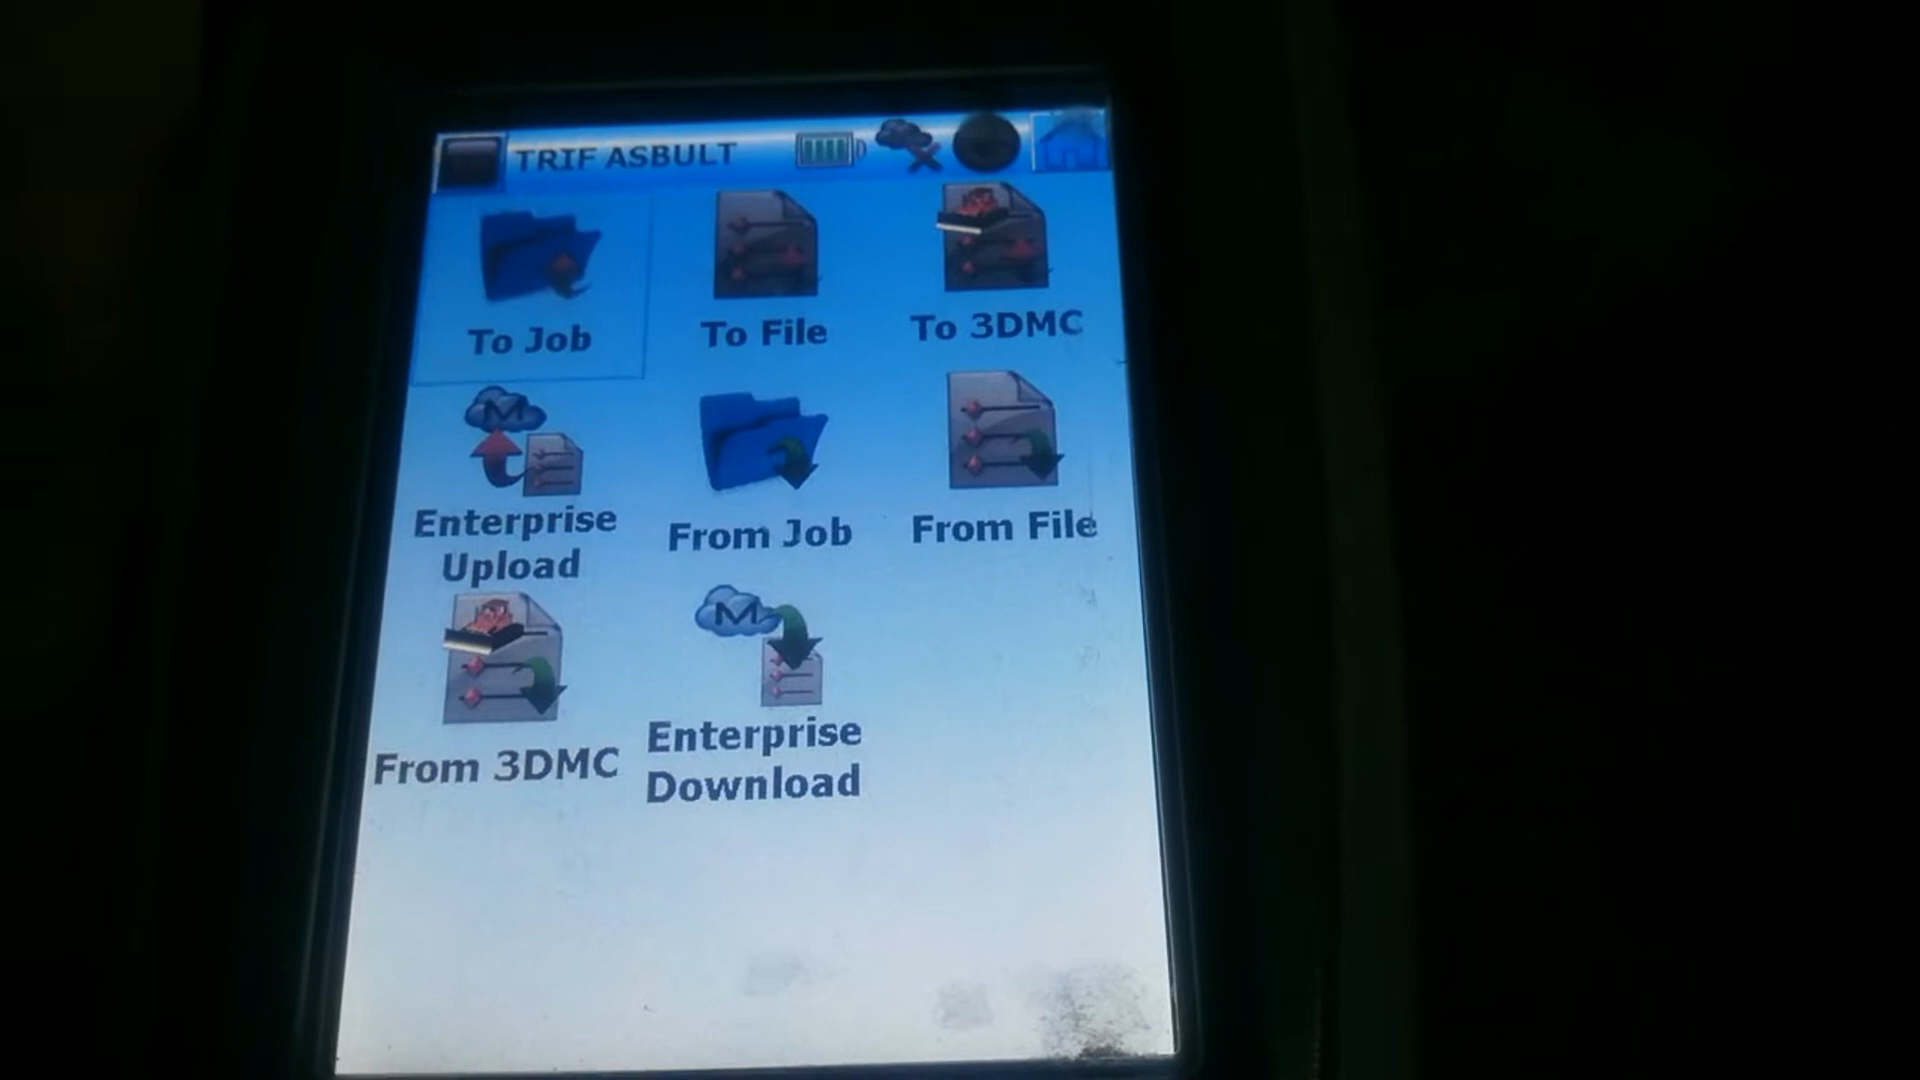 TRIF ASBULT
To Job
To File
To 3DMC
M
Enterprise
Upload
From Job
From File
From 3DMC
M
Enterprise
Download